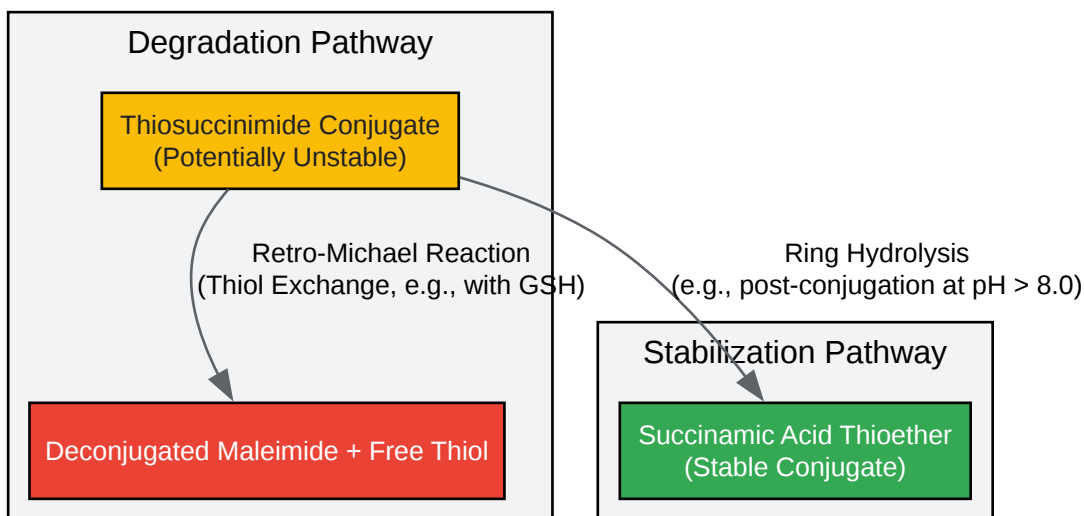 Degradation Pathway
Thiosuccinimide Conjugate
(Potentially Unstable)
Retro-Michael Reaction
(Thiol Exchange, e.g., with GSH)
Ring Hydrolysis
(e.g., post-conjugation at pH > 8.0)
Stabilization Pathway
Deconjugated Maleimide + Free Thiol
Succinamic Acid Thioether
(Stable Conjugate)